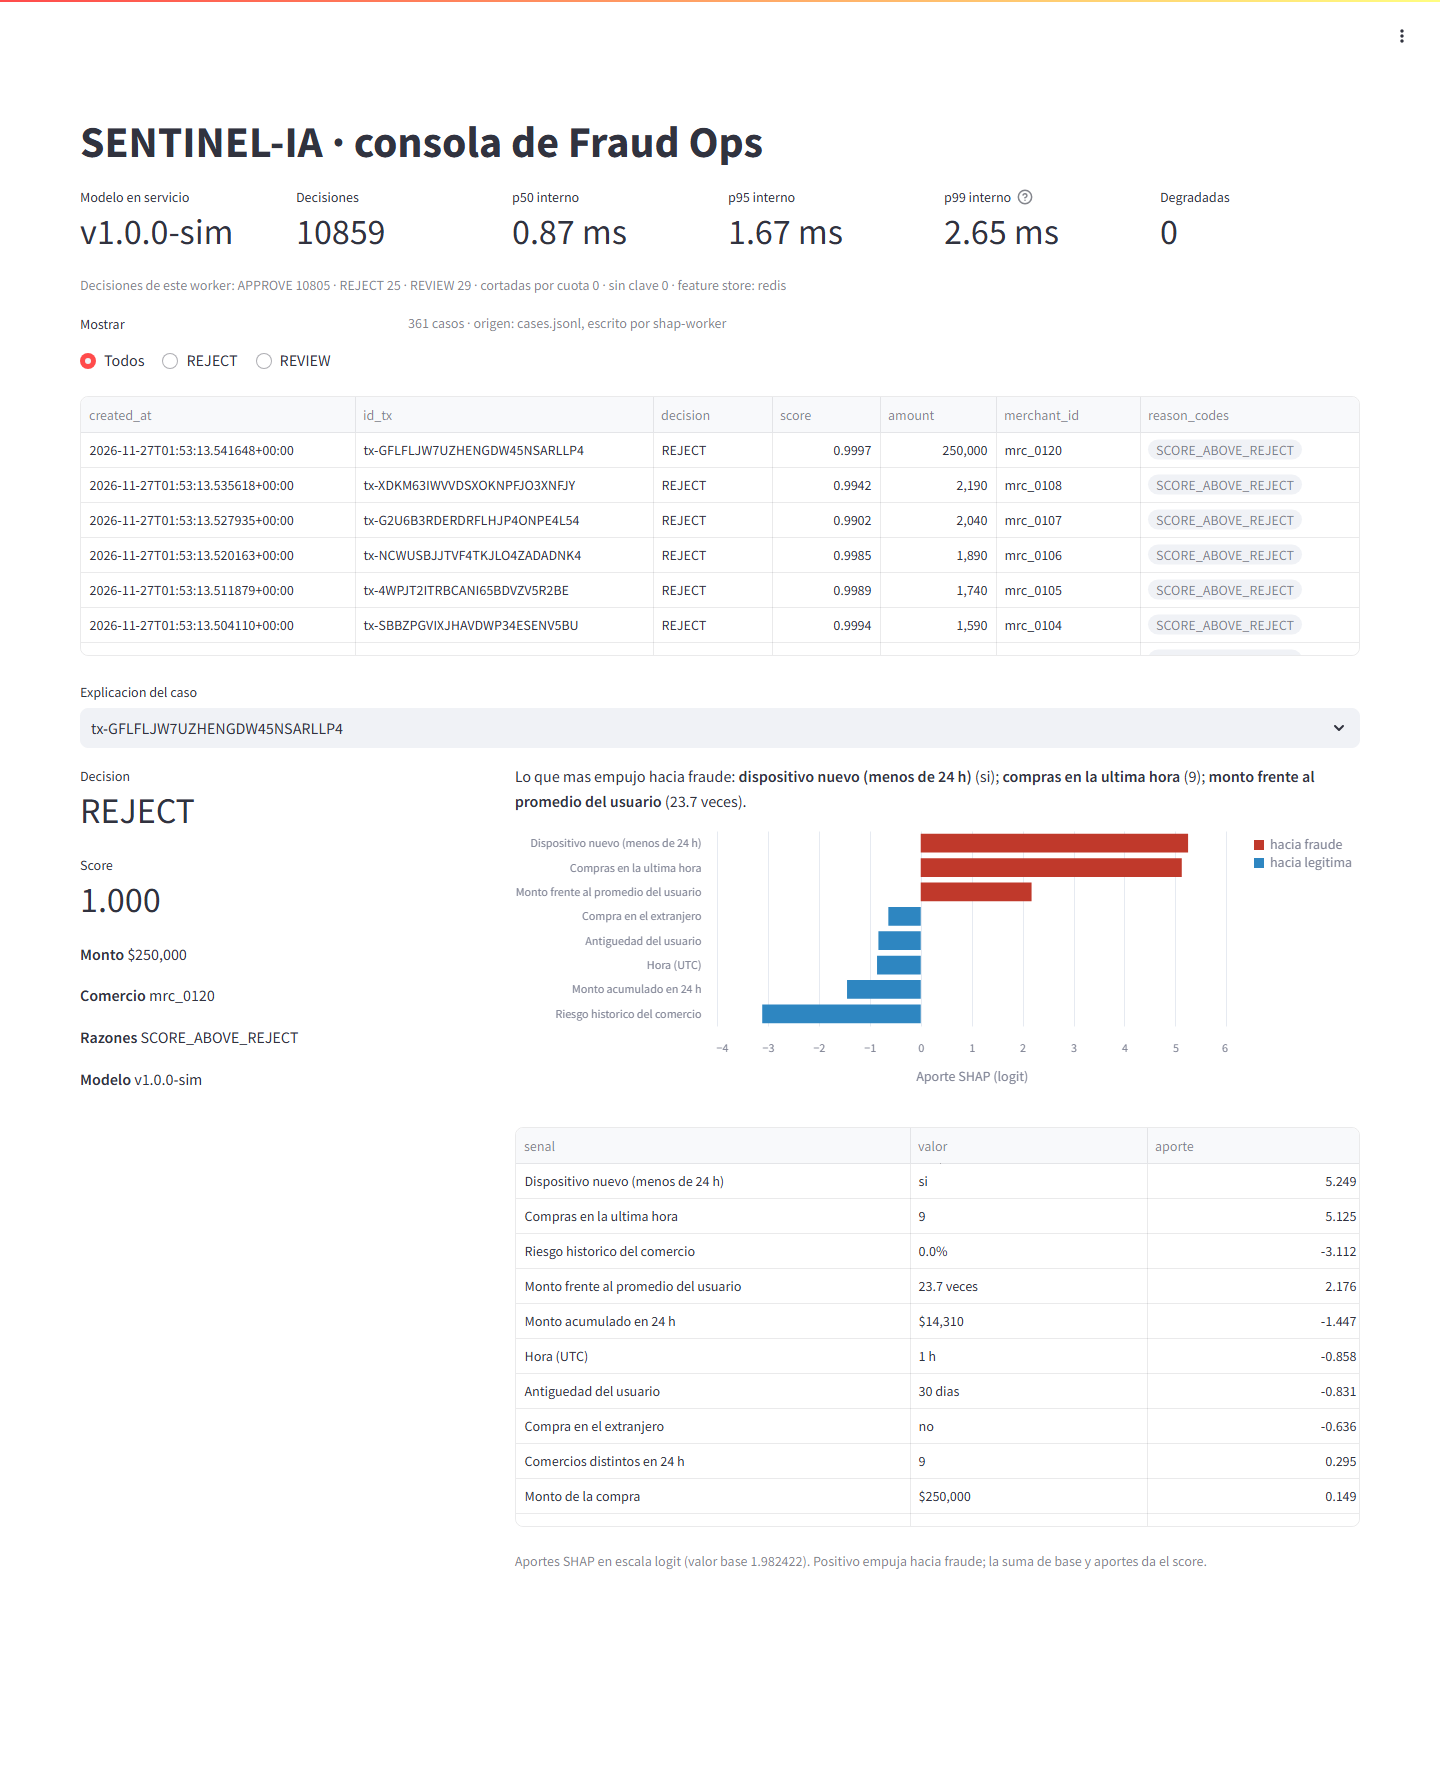 SENTINEL-IA · consola de Fraud Ops
Modelo en servicio Decisiones p50 interno p95 interno p99 interno Degradadas
v1.0.0-sim 10859 0.87 ms 1.67 ms 2.65 ms 0
Decisiones de este worker: APPROVE 10805 · REJECT 25 · REVIEW 29 · cortadas por cuota 0 · sin clave 0 · feature store: redis
Mostrar 361 casos · origen: cases.jsonl, escrito por shap-worker
Todos REJECT REVIEW
created_at id_tx decision score amount merchant_id reason_codes
2026-11-27T01:53:13.541648+00:00 tx-GFLFLJW7UZHENGDW45NSARLLP4 REJECT 0.9997 250,000 mrc_0120 SCORE_ABOVE_REJECT
2026-11-27T01:53:13.535618+00:00 tx-XDKM63IWVVDSXOKNPFJO3XNFJY REJECT 0.9942 2,190 mrc_0108 SCORE_ABOVE_REJECT
2026-11-27T01:53:13.527935+00:00 tx-G2U6B3RDERDRFLHJP4ONPE4L54 REJECT 0.9902 2,040 mrc_0107 SCORE_ABOVE_REJECT
2026-11-27T01:53:13.520163+00:00 tx-NCWUSBJJTVF4TKJLO4ZADADNK4 REJECT 0.9985 1,890 mrc_0106 SCORE_ABOVE_REJECT
2026-11-27T01:53:13.511879+00:00 tx-4WPJT2ITRBCANI65BDVZV5R2BE REJECT 0.9989 1,740 mrc_0105 SCORE_ABOVE_REJECT
2026-11-27T01:53:13.504110+00:00 tx-SBBZPGVIXJHAVDWP34ESENV5BU REJECT 0.9994 1,590 mrc_0104 SCORE_ABOVE_REJECT
Explicacion del caso
tx-GFLFLJW7UZHENGDW45NSARLLP4
Decision
REJECT
Score
1.000
Monto $250,000
Comercio mrc_0120
Razones SCORE_ABOVE_REJECT
Modelo v1.0.0-sim
Lo que mas empujo hacia fraude: dispositivo nuevo (menos de 24 h) (si); compras en la ultima hora (9); monto frente al
promedio del usuario (23.7 veces).
Dispositivo nuevo (menos de 24 h)
Compras en la ultima hora
Monto frente al promedio del usuario
Compra en el extranjero
Antiguedad del usuario
Hora (UTC)
Monto acumulado en 24 h
Riesgo historico del comercio
−4 −3 −2 −1 0 1 2 3 4 5 6
Aporte SHAP (logit)
hacia fraude
hacia legitima
senal valor aporte
Dispositivo nuevo (menos de 24 h) si 5.249
Compras en la ultima hora 9 5.125
Riesgo historico del comercio 0.0% -3.112
Monto frente al promedio del usuario 23.7 veces 2.176
Monto acumulado en 24 h $14,310 -1.447
Hora (UTC) 1 h -0.858
Antiguedad del usuario 30 dias -0.831
Compra en el extranjero no -0.636
Comercios distintos en 24 h 9 0.295
Monto de la compra $250,000 0.149
Aportes SHAP en escala logit (valor base 1.982422). Positivo empuja hacia fraude; la suma de base y aportes da el score.